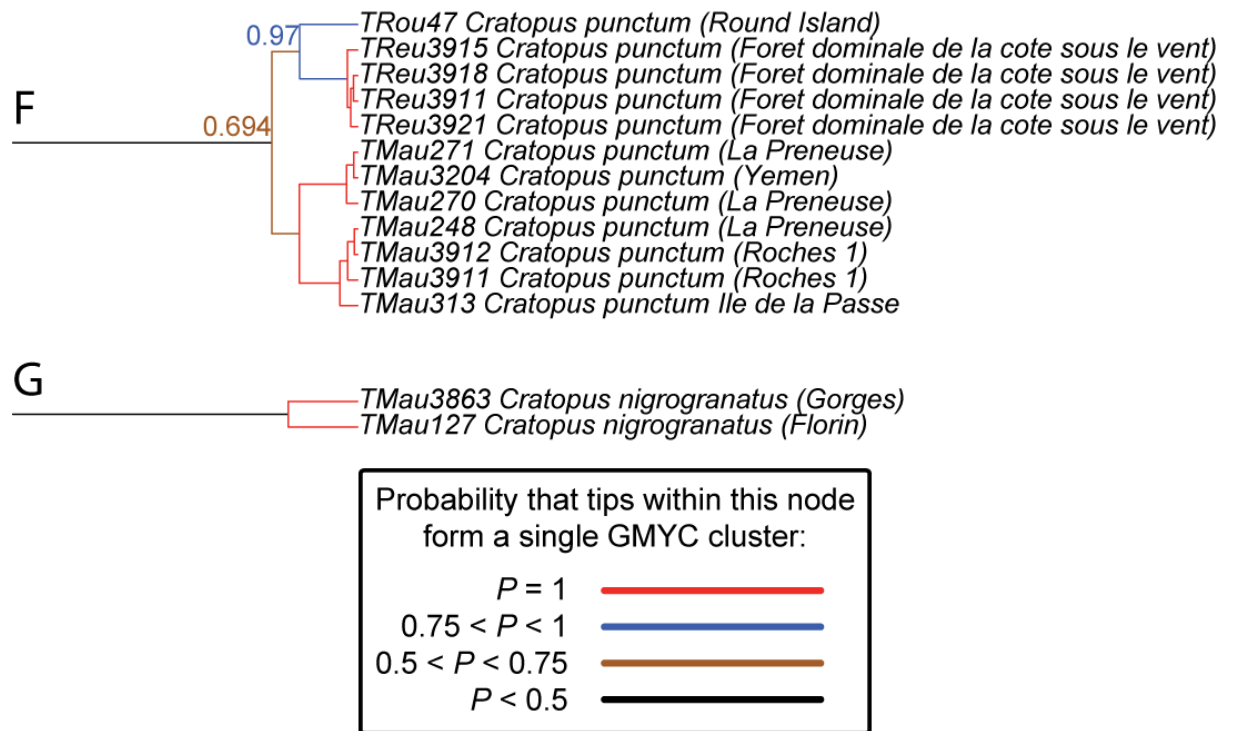 F
0.97
0.694
TRou47 Cratopus punctum (Round Island)
TReu3915 Cratopus punctum (Foret dominale de la cote sous le vent)
TReu3918 Cratopus punctum (Foret dominale de la cote sous le vent)
TReu3911 Cratopus punctum (Foret dominale de la cote sous le vent)
TReu3921 Cratopus punctum (Foret dominale de la cote sous le vent)
TMau271 Cratopus punctum (La Preneuse)
TMau3204 Cratopus punctum (Yemen)
TMau270 Cratopus punctum (La Preneuse)
TMau248 Cratopus punctum (La Preneuse)
TMau3912 Cratopus punctum (Roches 1)
TMau3911 Cratopus punctum (Roches 1)
TMau313 Cratopus punctum Ile de la Passe
G
TMau3863 Cratopus nigrogranatus (Gorges)
TMau127 Cratopus nigrogranatus (Florin)
Probability that tips within this node
form a single GMYC cluster:
P = 1
0.75 < P < 1
0.5 < P < 0.75
P < 0.5